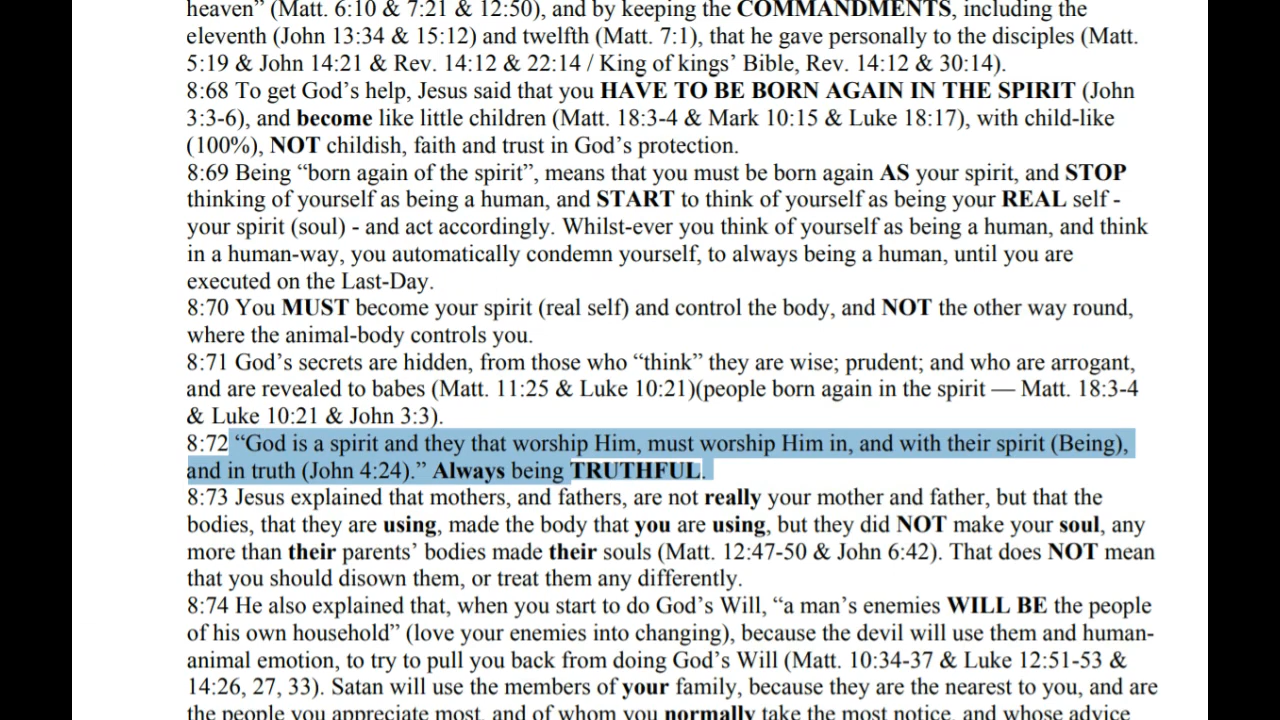 heaven” (Matt. 6:10 & 7:21 & 12:50), and by keeping the COMMANDMENTS, including the
eleventh (John 13:34 & 15:12) and twelfth (Matt. 7:1), that he gave personally to the disciples (Matt.
5:19 & John 14:21 & Rev. 14:12 & 22:14 / King of kings’ Bible, Rev. 14:12 & 30:14).
8:68 To get God’s help, Jesus said that you HAVE TO BE BORN AGAIN IN THE SPIRIT (John
3:3-6), and become like little children (Matt. 18:3-4 & Mark 10:15 & Luke 18:17), with child-like
(100%), NOT childish, faith and trust in God’s protection.
8:69 Being “born again of the spirit”, means that you must be born again AS your spirit, and STOP
thinking of yourself as being a human, and START to think of yourself as being your REAL self -
your spirit (soul) - and act accordingly. Whilst-ever you think of yourself as being a human, and think
in a human-way, you automatically condemn yourself, to always being a human, until you are
executed on the Last-Day.
8:70 You MUST become your spirit (real self) and control the body, and NOT the other way round,
where the animal-body controls you.
8:71 God’s secrets are hidden, from those who “think” they are wise; prudent; and who are arrogant,
and are revealed to babes (Matt. 11:25 & Luke 10:21)(people born again in the spirit — Matt. 18:3-4
& Luke 10:21 & John 3:3).
8:72 “God is a spirit and they that worship Him, must worship Him in, and with their spirit (Being),
and in truth (John 4:24).” Always being TRUTHFUL.
8:73 Jesus explained that mothers, and fathers, are not really your mother and father, but that the
bodies, that they are using, made the body that you are using, but they did NOT make your soul, any
more than their parents’ bodies made their souls (Matt. 12:47-50 & John 6:42). That does NOT mean
that you should disown them, or treat them any differently.
8:74 He also explained that, when you start to do God’s Will, “a man’s enemies WILL BE the people
of his own household” (love your enemies into changing), because the devil will use them and human-
animal emotion, to try to pull you back from doing God’s Will (Matt. 10:34-37 & Luke 12:51-53 &
14:26, 27, 33). Satan will use the members of your family, because they are the nearest to you, and are
the people you appreciate most, and of whom you normally take the most notice, and whose advice